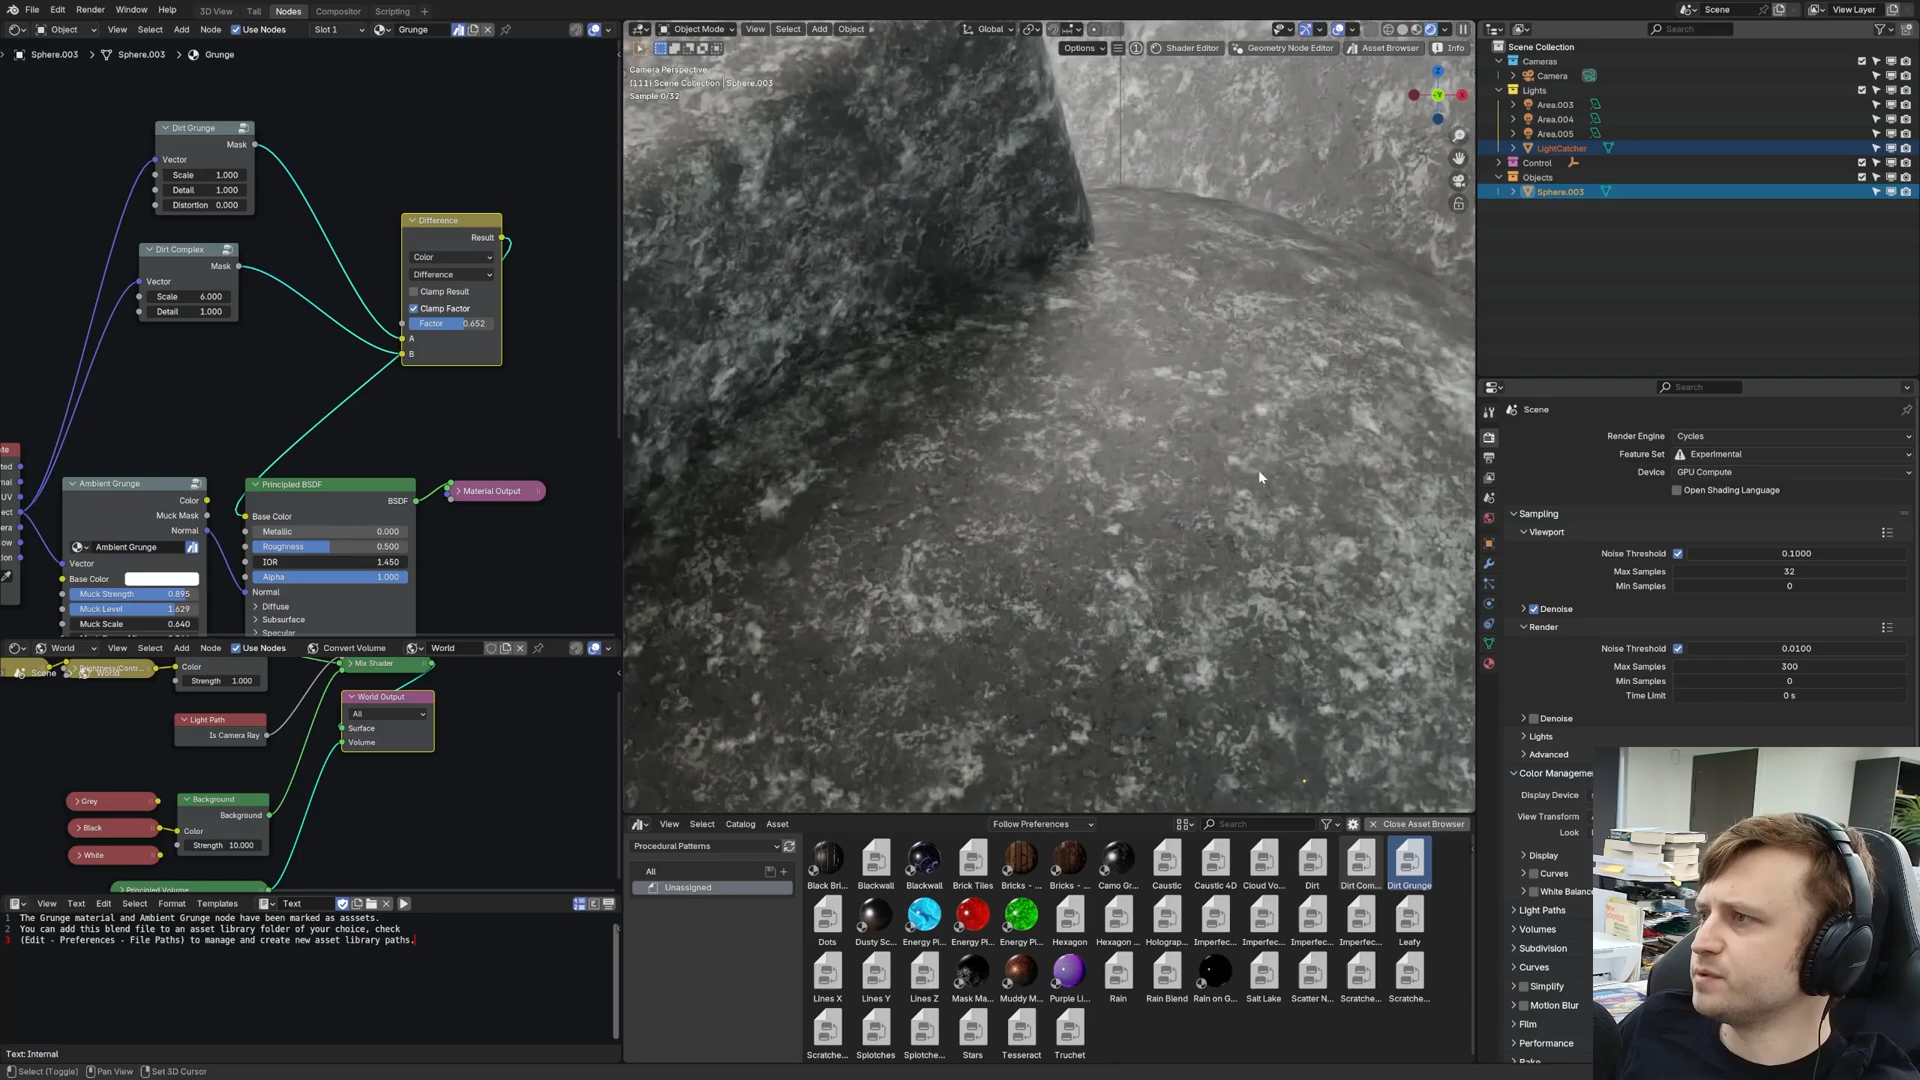 File Edit Render Window Help 3D View Tall Nodes Compositor Scripting + Scene View Layer
Object View Select Add Node Use Nodes Slot 1 Grunge
Sphere.003 Sphere.003 Grunge
Dirt Grunge
Mask
Vector
Scale 1.000
Detail 1.000
Distortion 0.000
Dirt Complex
Mask
Vector
Scale 6.000
Detail 1.000
Difference
Result
Color
Difference
Clamp Result
Clamp Factor
Factor 0.652
A
B
Ambient Grunge
Color
Muck Mask
Normal
Ambient Grunge
Vector
Base Color
Muck Strength 0.895
Muck Level 1.629
Muck Scale 0.640
Principled BSDF
BSDF
Base Color
Metallic 0.000
Roughness 0.500
IOR 1.450
Alpha 1.000
Normal
Diffuse
Subsurface
Specular
Material Output
World View Select Add Node Use Nodes Convert Volume World
Scene World
Brightness/Contr...
Color
Strength 1.000
Mix Shader
World Output
All
Surface
Volume
Light Path
Is Camera Ray
Grey
Black
White
Background
Background
Color
Strength 10.000
Principled Volume
View Text Edit Select Format Templates Text
1 The Grunge material and Ambient Grunge node have been marked as asssets.
2 You can add this blend file to an asset library folder of your choice, check
3 (Edit - Preferences - File Paths) to manage and create new asset library paths.
Text: Internal
Select (Toggle) Pan View Set 3D Cursor
Object Mode View Select Add Object Global
Options Shader Editor Geometry Node Editor Asset Browser Info
Camera Perspective
(111) Scene Collection | Sphere.003
Sample 0/32
View Select Catalog Asset Follow Preferences Search Close Asset Browser
Procedural Patterns
All
Unassigned
Black Bri... Blackwall Blackwall Brick Tiles Bricks - ... Bricks - ... Camo Gr... Caustic Caustic 4D Cloud Vo... Dirt Dirt Com... Dirt Grunge
Dots Dusty Sc... Energy Pi... Energy Pi... Energy Pi... Hexagon Hexagon Holograp... Imperfec... Imperfec... Imperfec... Imperfec... Leafy
Lines X Lines Y Lines Z Mask Ma... Muddy M... Purple Li... Rain Rain Blend Rain on G... Salt Lake Scatter N... Scratche... Scratche...
Scratche... Splotches Splotche... Stars Tesseract Truchet
Search
Scene Collection
Cameras
Camera
Lights
Area.003
Area.004
Area.005
LightCatcher
Control
Objects
Sphere.003
Search
Scene
Render Engine Cycles
Feature Set Experimental
Device GPU Compute
Open Shading Language
Sampling
Viewport
Noise Threshold 0.1000
Max Samples 32
Min Samples 0
Denoise
Render
Noise Threshold 0.0100
Max Samples 300
Min Samples 0
Time Limit 0 s
Denoise
Lights
Advanced
Color Manageme
Display Device
View Transform
Look
Display
Curves
White Balanc
Light Paths
Volumes
Subdivision
Curves
Simplify
Motion Blur
Film
Performance
Bake